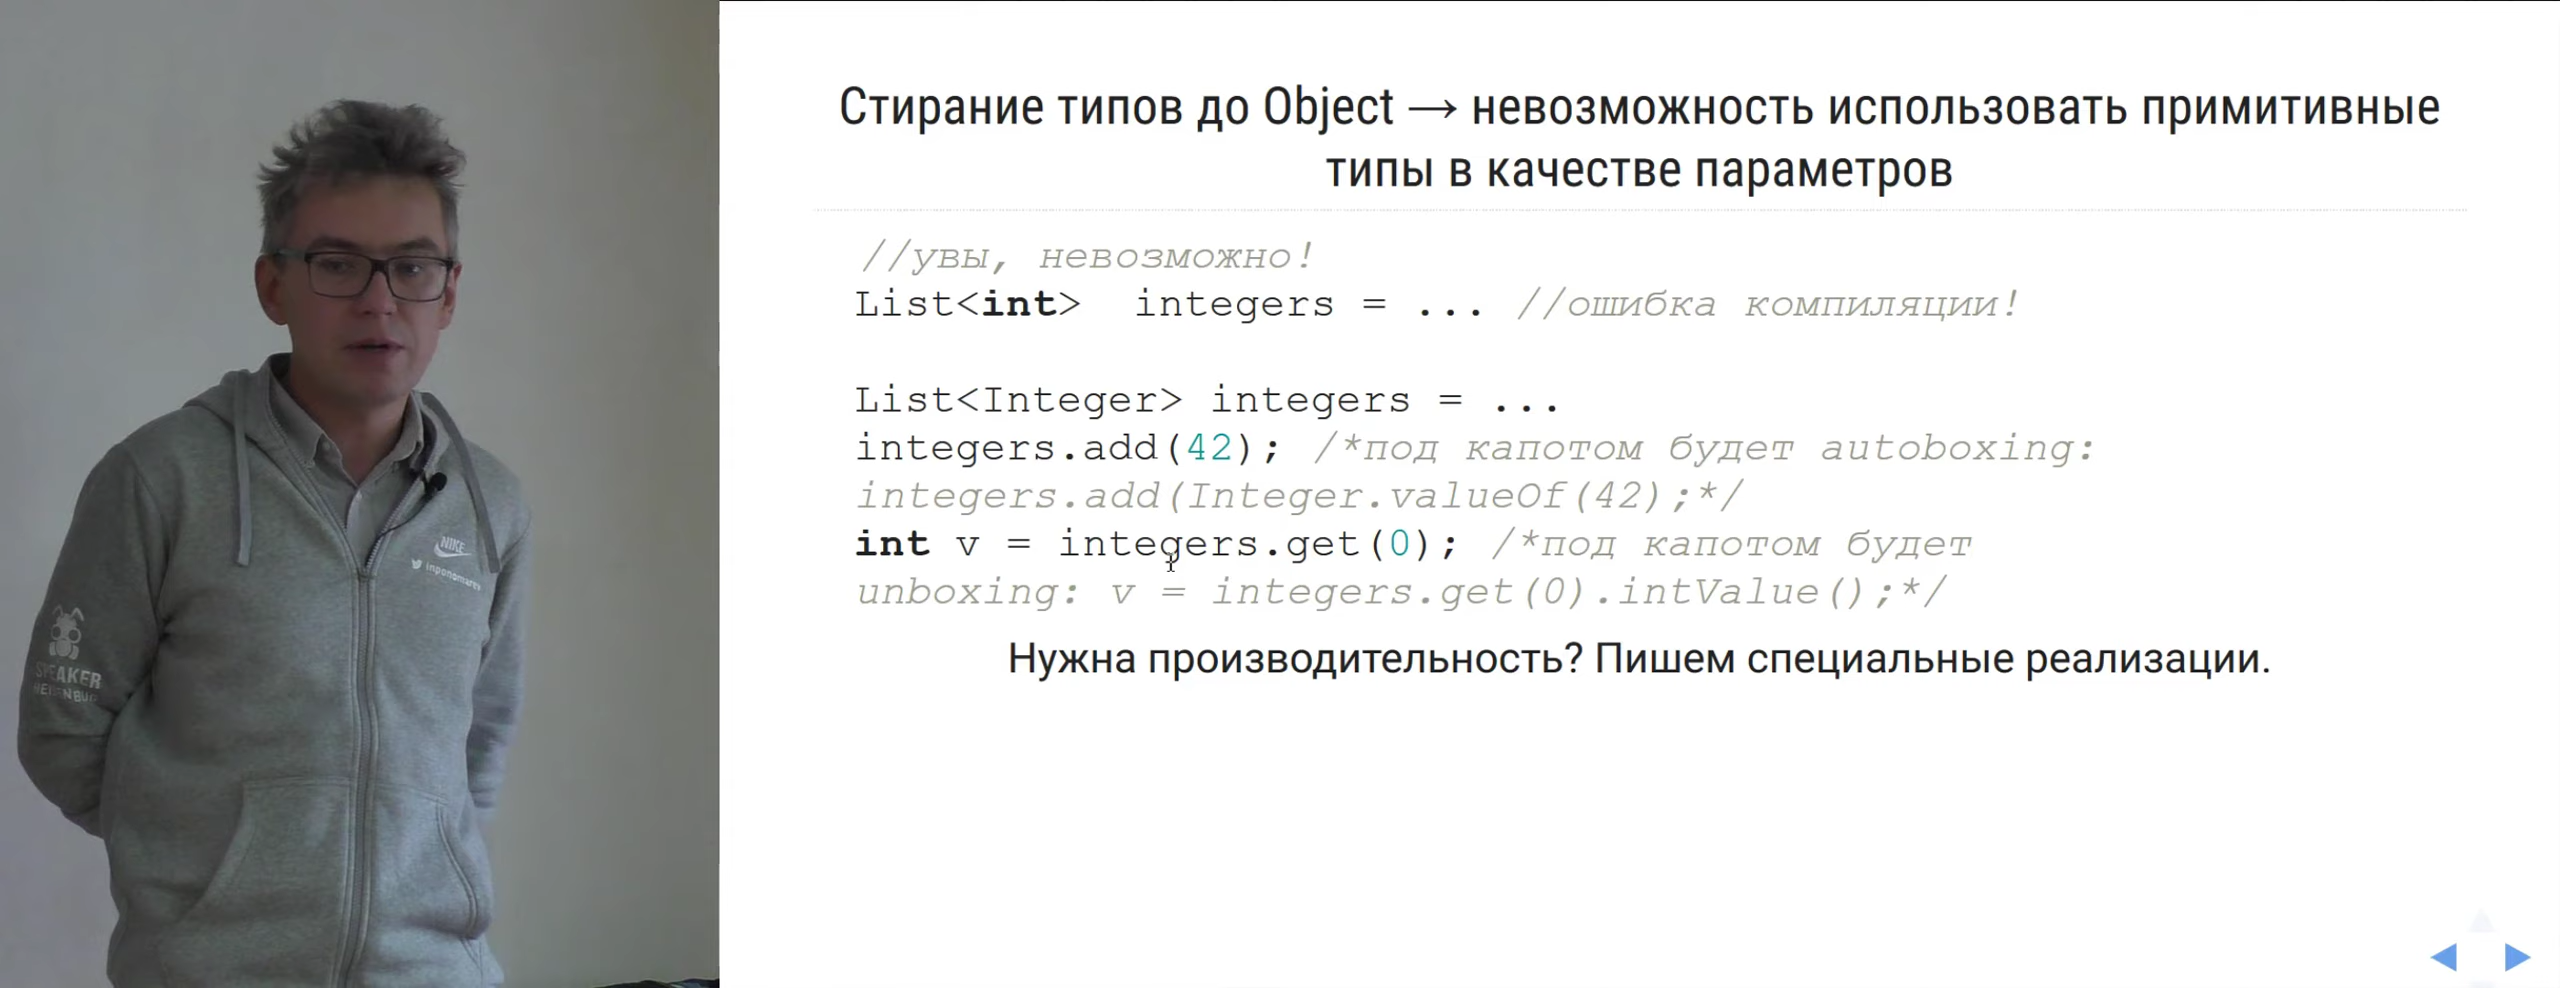 Стирание типов до Object → невозможность использовать примитивные
типы в качестве параметров
//увы, невозможно!
List<int>  integers = ... //ошибка компиляции!
List<Integer> integers = ...
integers.add(42); /*под капотом будет autoboxing:
integers.add(Integer.valueOf(42);*/
int v = integers.get(0); /*под капотом будет
unboxing: v = integers.get(0).intValue();*/
Нужна производительность? Пишем специальные реализации.
NIKE
SPEAKER